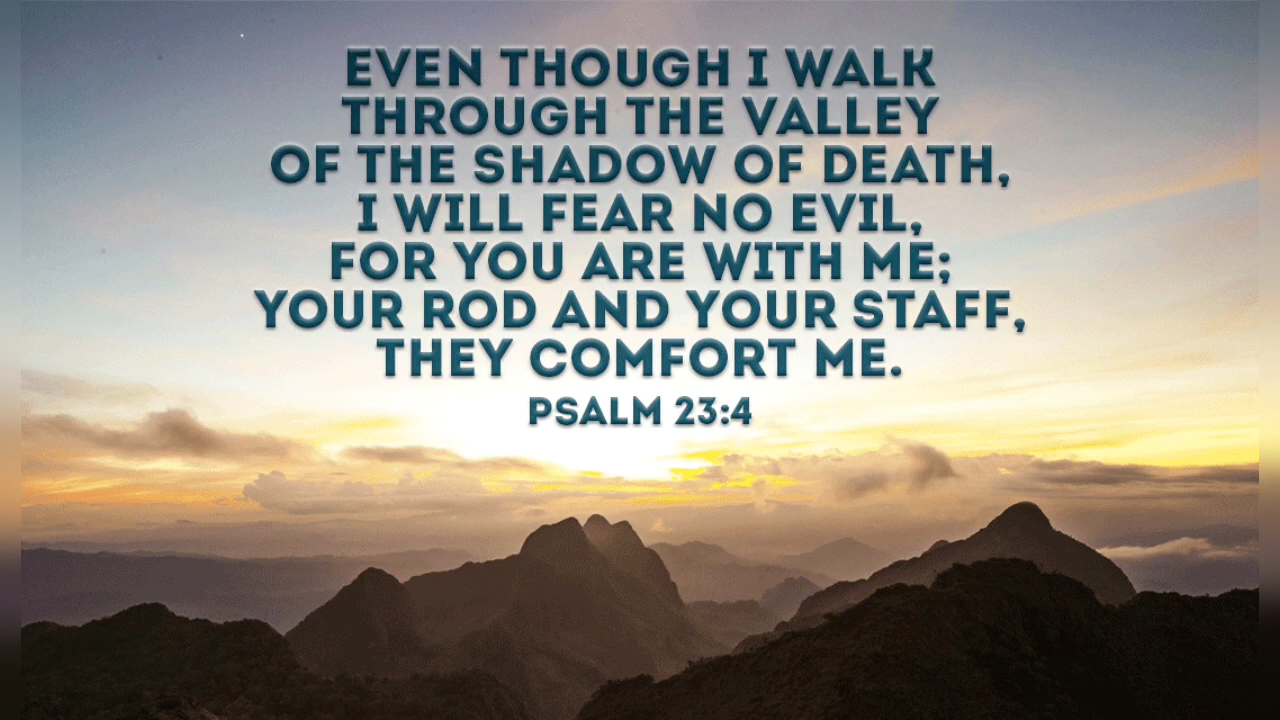 EVEN THOUGH I WALK
THROUGH THE VALLEY
OF THE SHADOW OF DEATH,
I WILL FEAR NO EVIL,
FOR YOU ARE WITH ME;
YOUR ROD AND YOUR STAFF,
THEY COMFORT ME.
PSALM 23:4